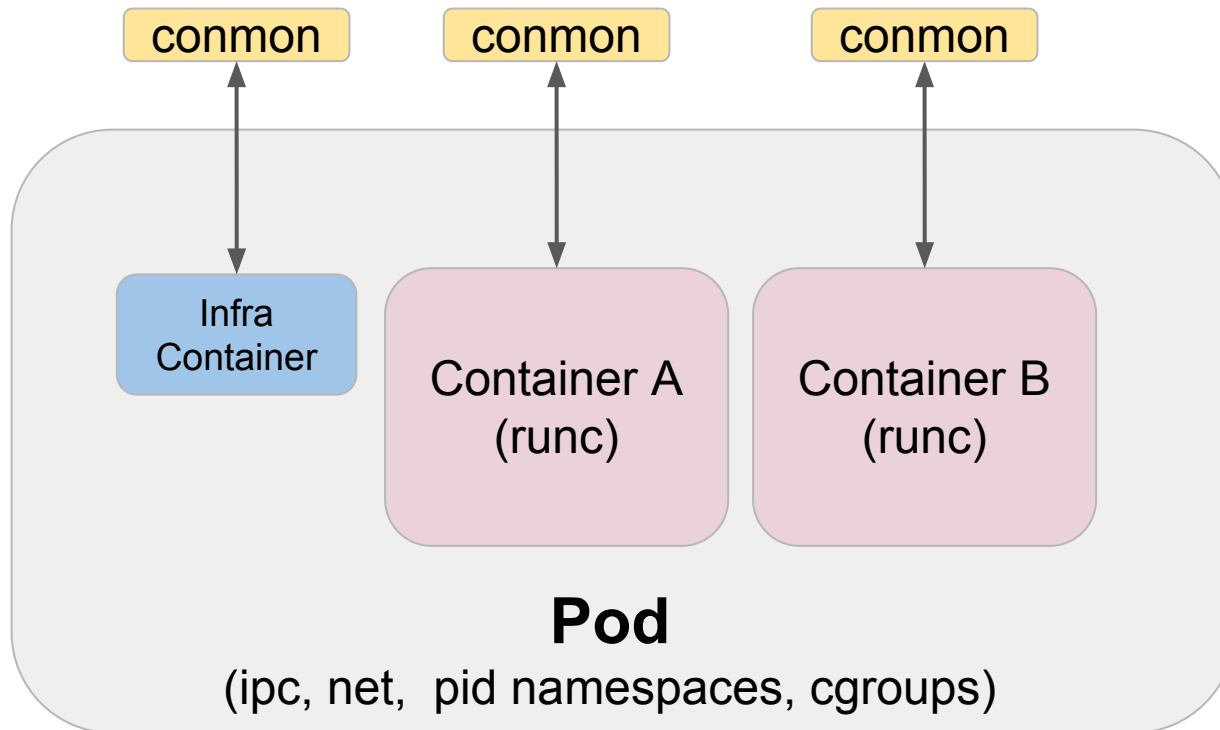 conmon
conmon
conmon
Infra
Container
Container A
(runc)
Container B
(runc)
Pod
(ipc, net,  pid namespaces, cgroups)